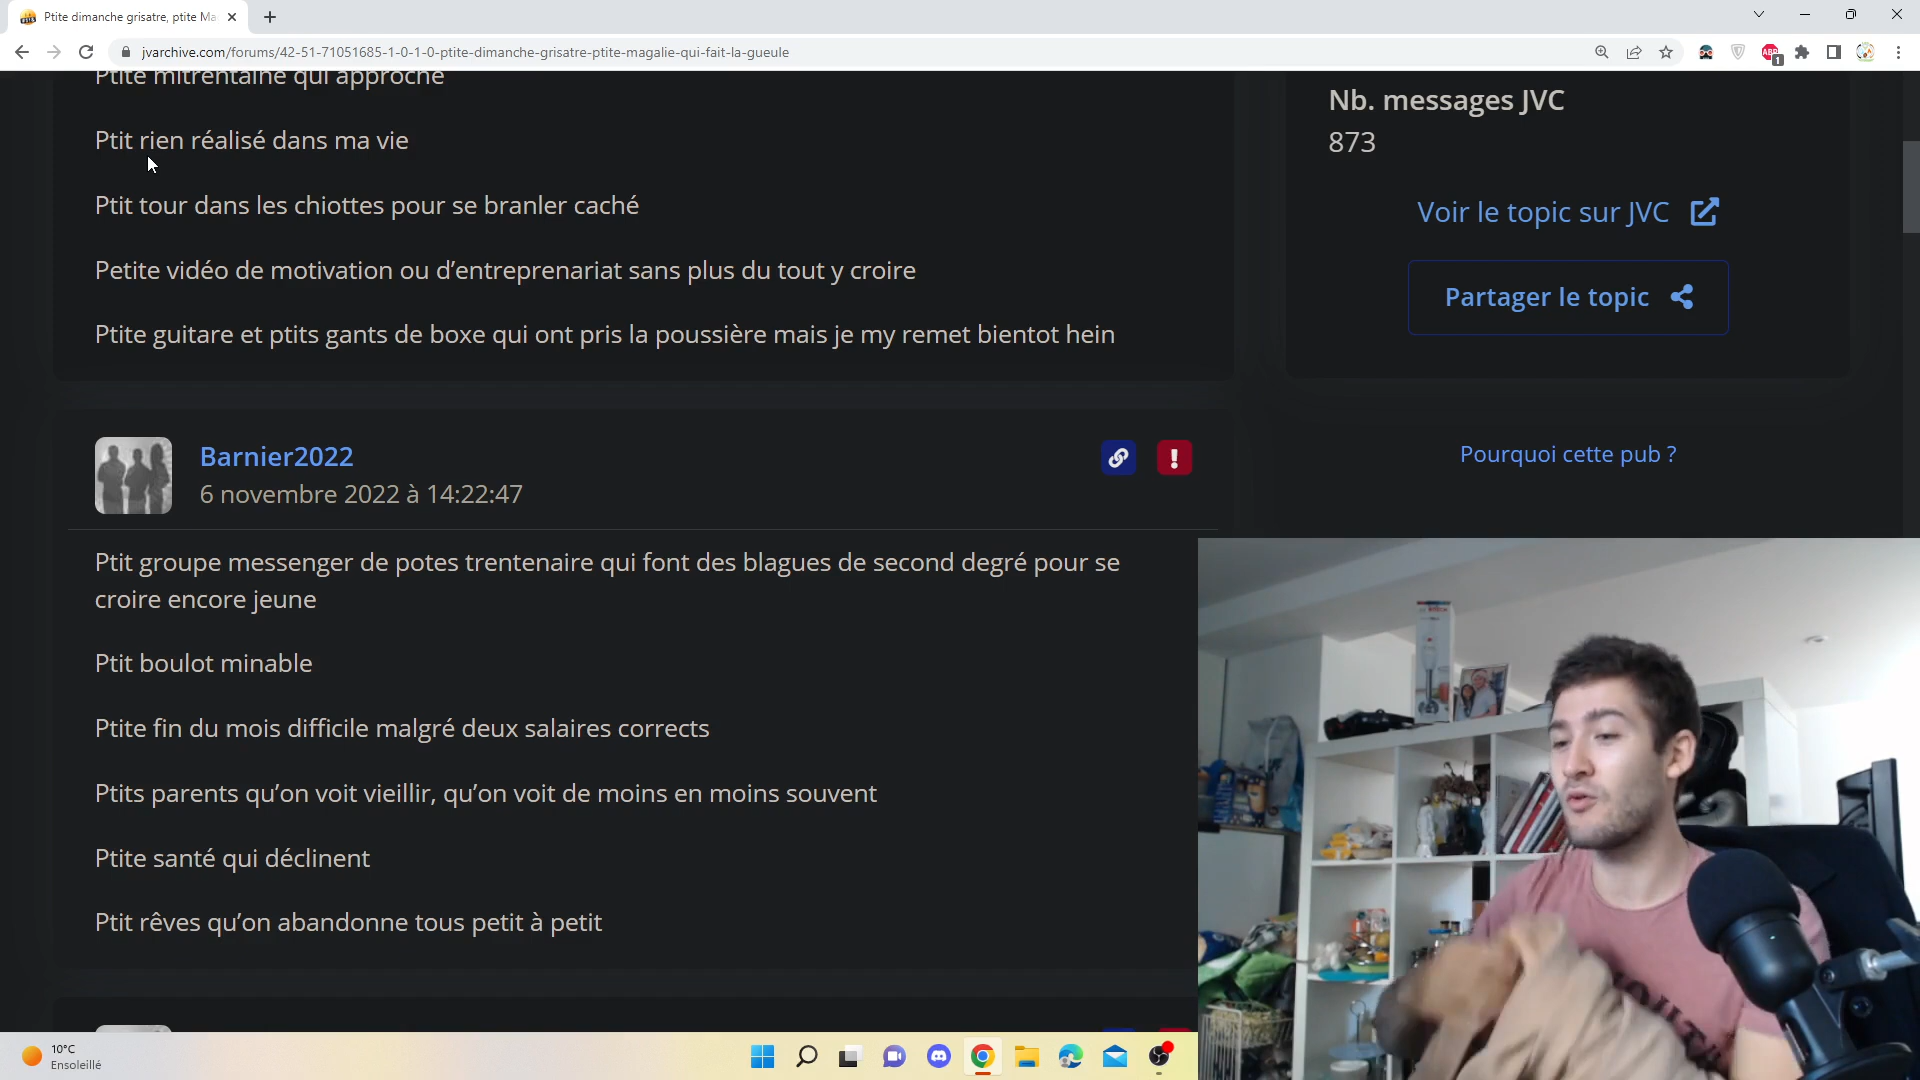 Ptite dimanche grisatre, ptite Ma
jvarchive.com/forums/42-51-71051685-1-0-1-0-ptite-dimanche-grisatre-ptite-magalie-qui-fait-la-gueule
ABP
1
Ptite mitrentaine qui approche
Ptit rien réalisé dans ma vie
Ptit tour dans les chiottes pour se branler caché
Petite vidéo de motivation ou d’entreprenariat sans plus du tout y croire
Ptite guitare et ptits gants de boxe qui ont pris la poussière mais je my remet bientot hein
Nb. messages JVC
873
Voir le topic sur JVC
Partager le topic
Pourquoi cette pub ?
Barnier2022
6 novembre 2022 à 14:22:47
Ptit groupe messenger de potes trentenaire qui font des blagues de second degré pour se
croire encore jeune
Ptit boulot minable
Ptite fin du mois difficile malgré deux salaires corrects
Ptits parents qu’on voit vieillir, qu’on voit de moins en moins souvent
Ptite santé qui déclinent
Ptit rêves qu’on abandonne tous petit à petit
10°C
Ensoleillé